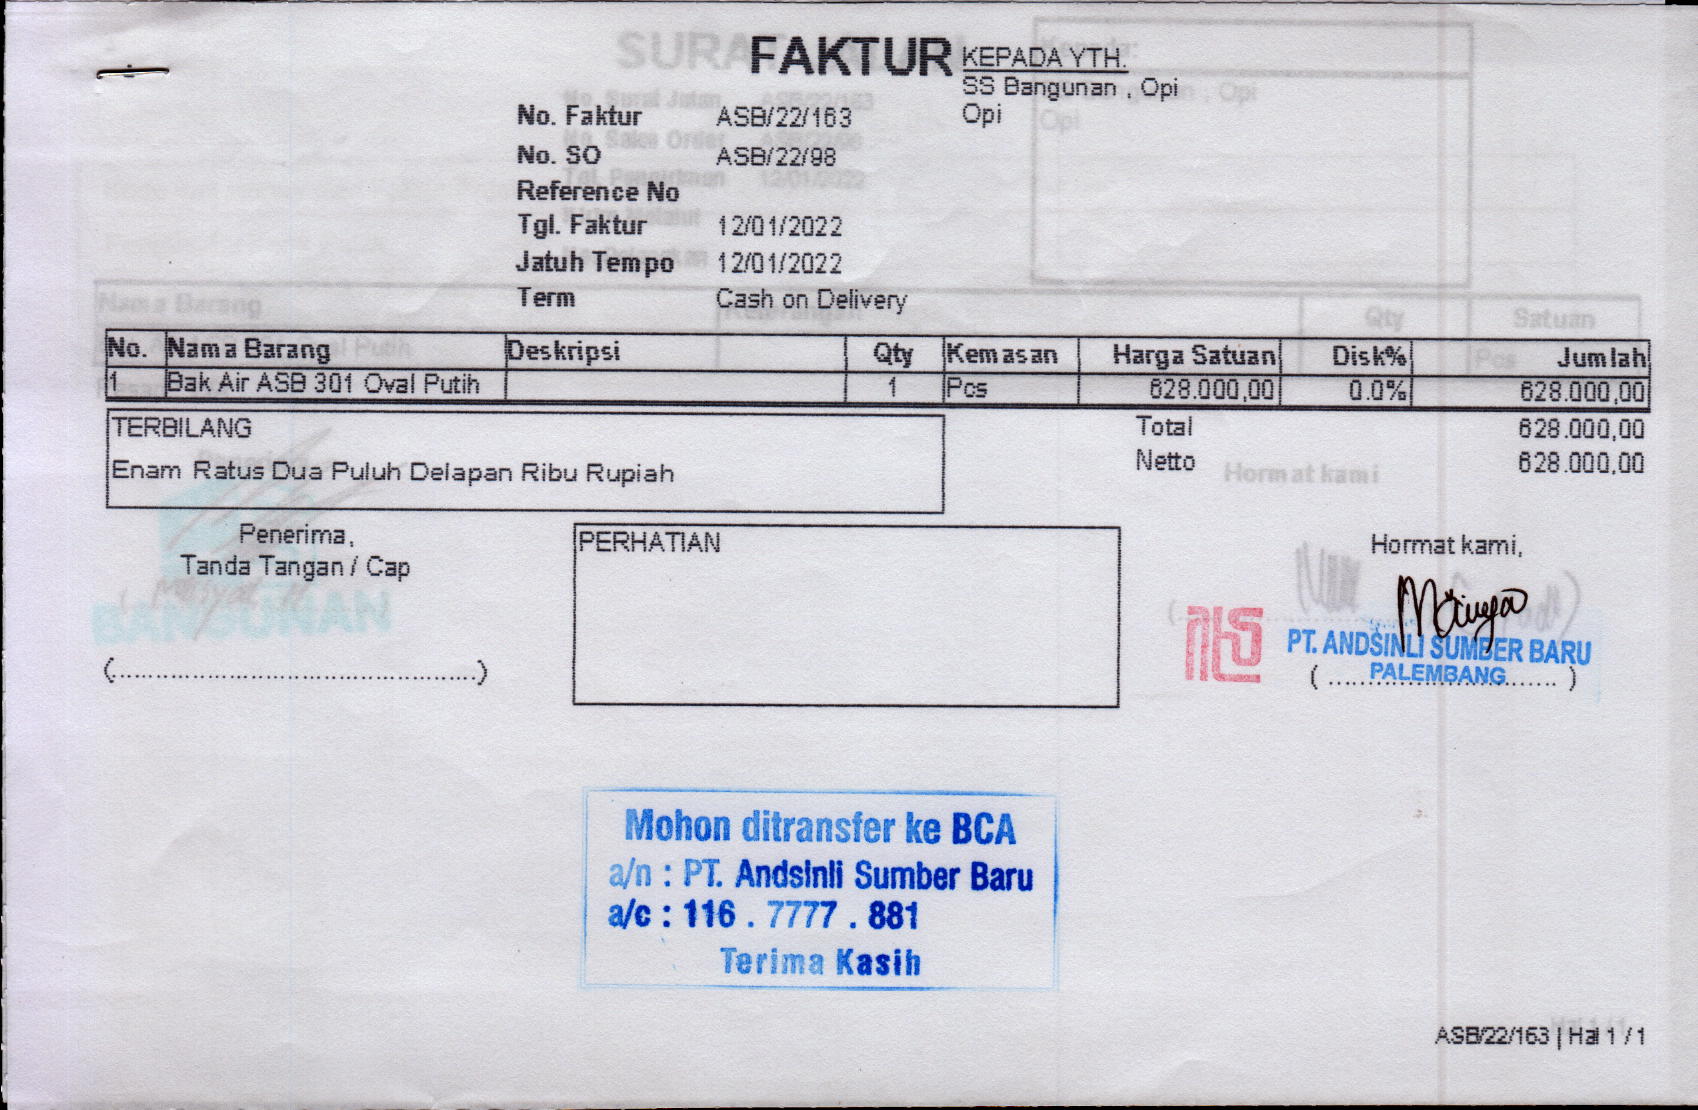 FAKTUR
KEPADA YTH.
SS Bangunan , Opi
Opi
No. Faktur ASB/22/163
No. SO ASB/22/98
Reference No
Tgl. Faktur 12/01/2022
Jatuh Tempo 12/01/2022
Term Cash on Delivery
No. Nama Barang Deskripsi Qty Kemasan Harga Satuan Disk% Jumlah
1 Bak Air ASB 301 Oval Putih 1 Pcs 628.000,00 0.0% 628.000,00
TERBILANG
Enam Ratus Dua Puluh Delapan Ribu Rupiah
Total 628.000,00
Netto 628.000,00
Penerima,
Tanda Tangan / Cap
(................................................)
PERHATIAN
Hormat kami,
PT. ANDSINLI SUMBER BARU
PALEMBANG
(..............................)
BANGUNAN
Mohon ditransfer ke BCA
a/n : PT. Andsinli Sumber Baru
a/c : 116 . 7777 . 881
Terima Kasih
ASB/22/163 | Hal 1 / 1